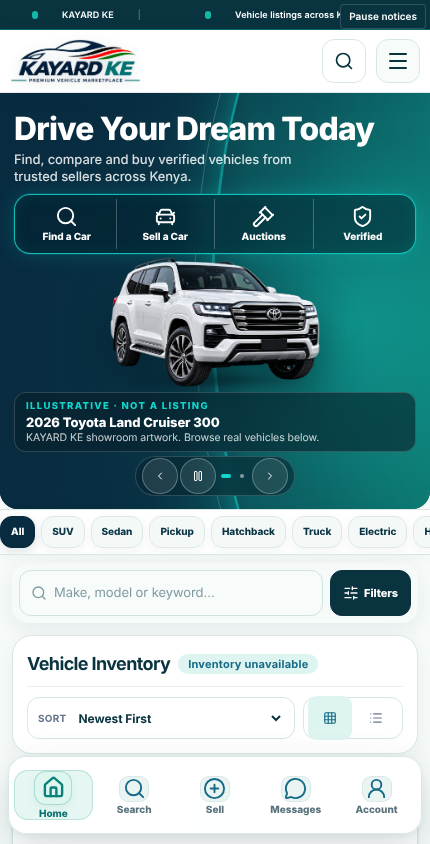 KAYARD KE
Vehicle listings across K
Pause notices
KAYARD KE
PREMIUM VEHICLE MARKETPLACE
Drive Your Dream Today
Find, compare and buy verified vehicles from
trusted sellers across Kenya.
Find a Car
Sell a Car
Auctions
Verified
ILLUSTRATIVE · NOT A LISTING
2026 Toyota Land Cruiser 300
KAYARD KE showroom artwork. Browse real vehicles below.
All
SUV
Sedan
Pickup
Hatchback
Truck
Electric
H
Make, model or keyword...
Filters
Vehicle Inventory
Inventory unavailable
SORT
Newest First
Home
Search
Sell
Messages
Account